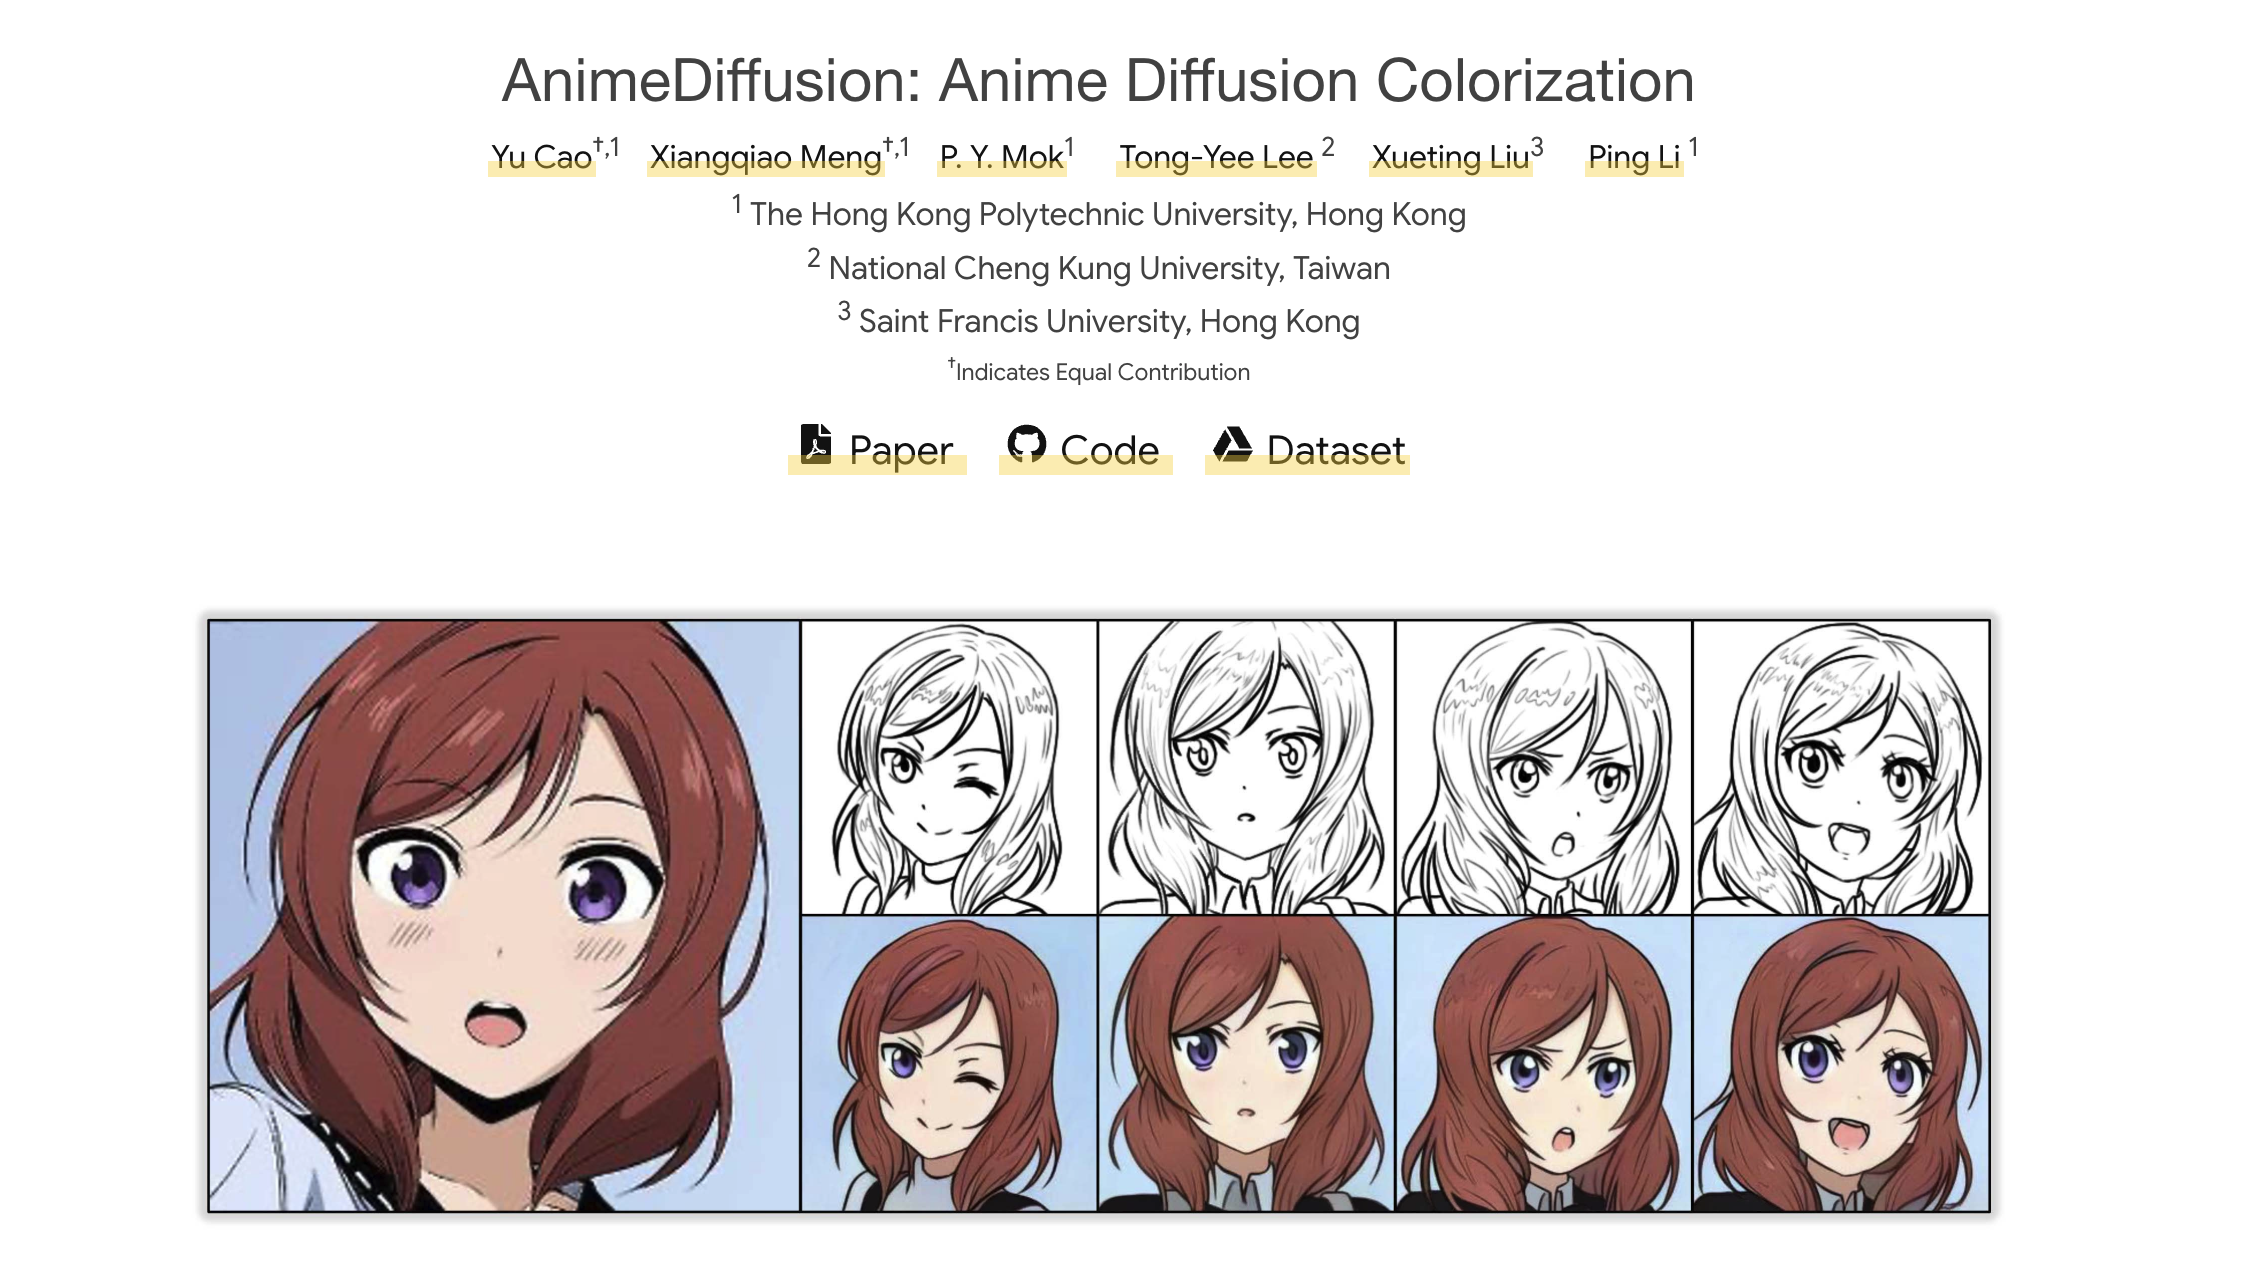 AnimeDiffusion: Anime Diffusion Colorization
Yu Cao†,1 Xiangqiao Meng†,1 P. Y. Mok1 Tong-Yee Lee 2 Xueting Liu3 Ping Li 1
1 The Hong Kong Polytechnic University, Hong Kong
2 National Cheng Kung University, Taiwan
3 Saint Francis University, Hong Kong
†Indicates Equal Contribution
Paper Code Dataset